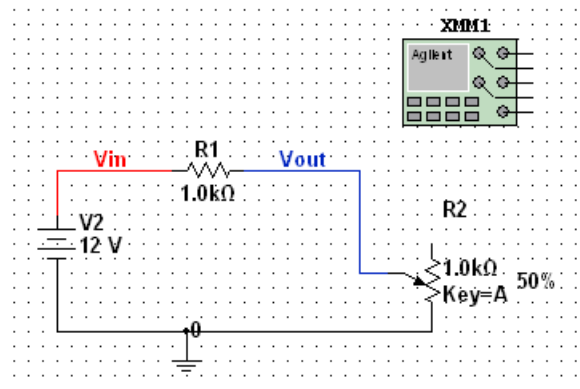 XMM1
Agilent
Vin
R1
Vout
1.0kΩ
R2
V2
12 V
1.0kΩ
50%
Key=A
0